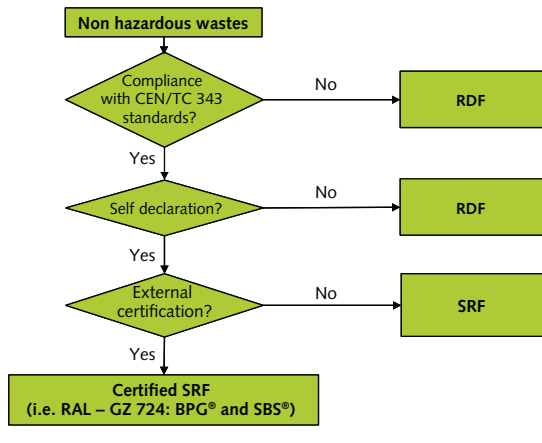 Non hazardous wastes
Compliance
with CEN/TC 343
standards?
No
RDF
Yes
Self declaration?
No
RDF
Yes
External
certification?
No
SRF
Yes
Certified SRF
(i.e. RAL – GZ 724: BPG® and SBS®)